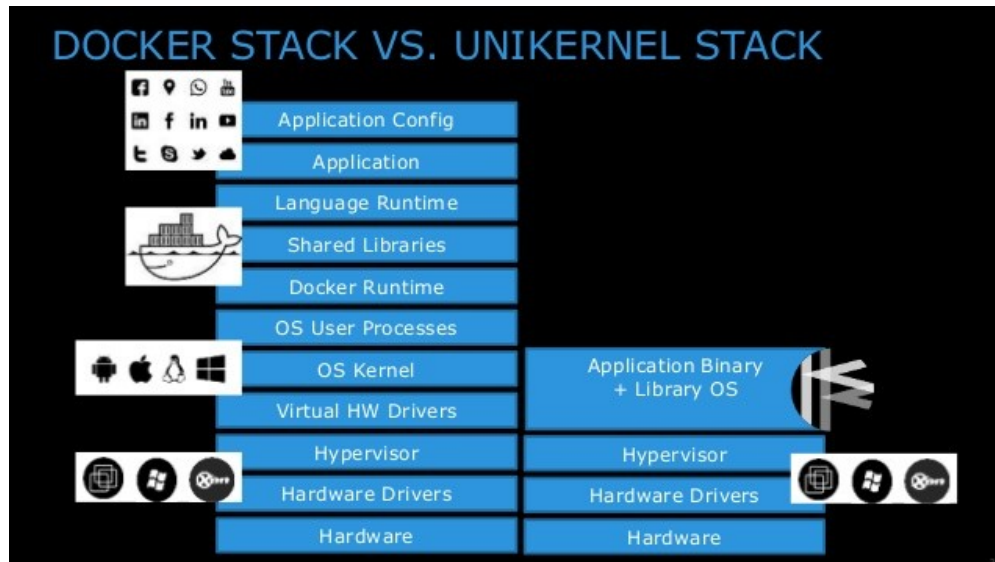 DOCKER STACK VS. UNIKERNEL STACK
Application Config
Application
Language Runtime
Shared Libraries
Docker Runtime
OS User Processes
OS Kernel
Virtual HW Drivers
Hypervisor
Hardware Drivers
Hardware
Application Binary
+ Library OS
Hypervisor
Hardware Drivers
Hardware